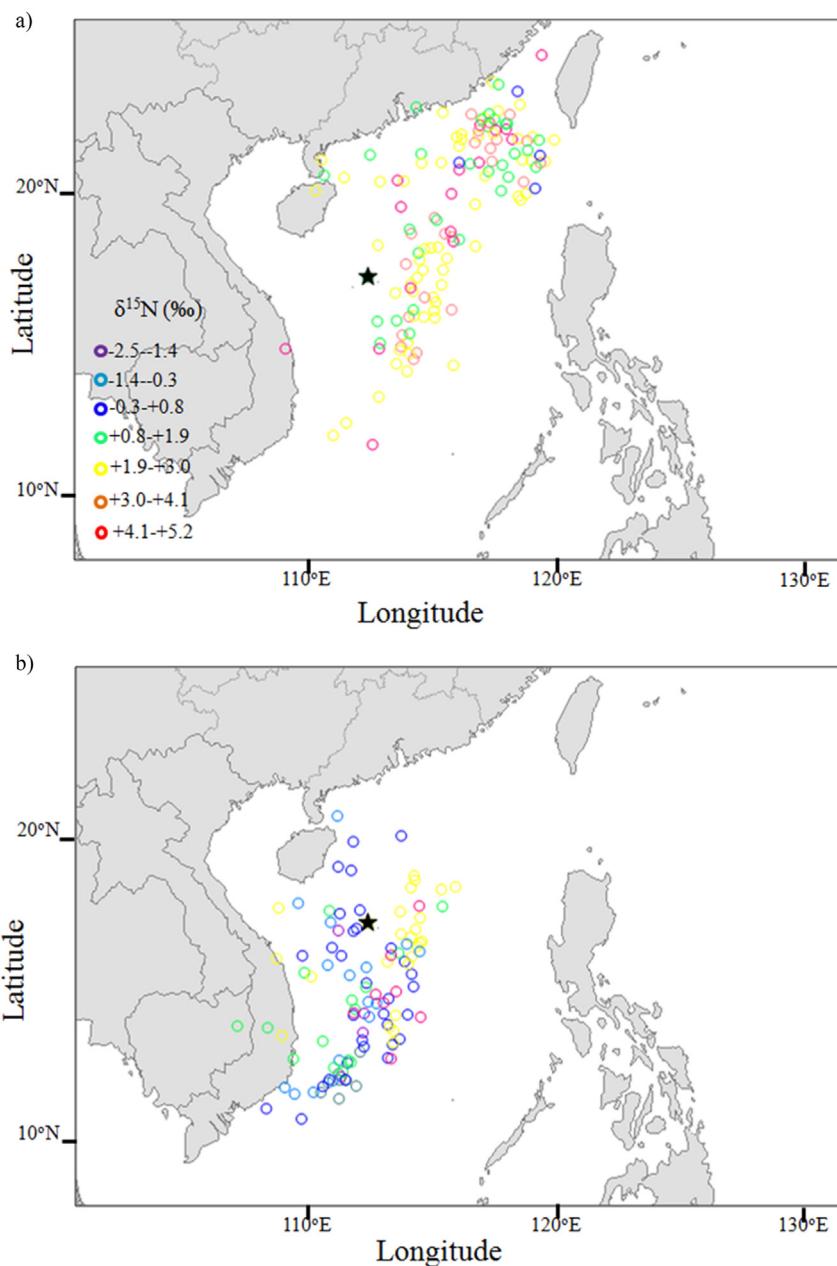 a)
20°N
Latitude
δ¹⁵N (‰)
-2.5--1.4
-1.4--0.3
-0.3-+0.8
+0.8-+1.9
+1.9-+3.0
+3.0-+4.1
+4.1-+5.2
10°N
110°E
120°E
130°E
Longitude
b)
20°N
Latitude
10°N
110°E
120°E
130°E
Longitude